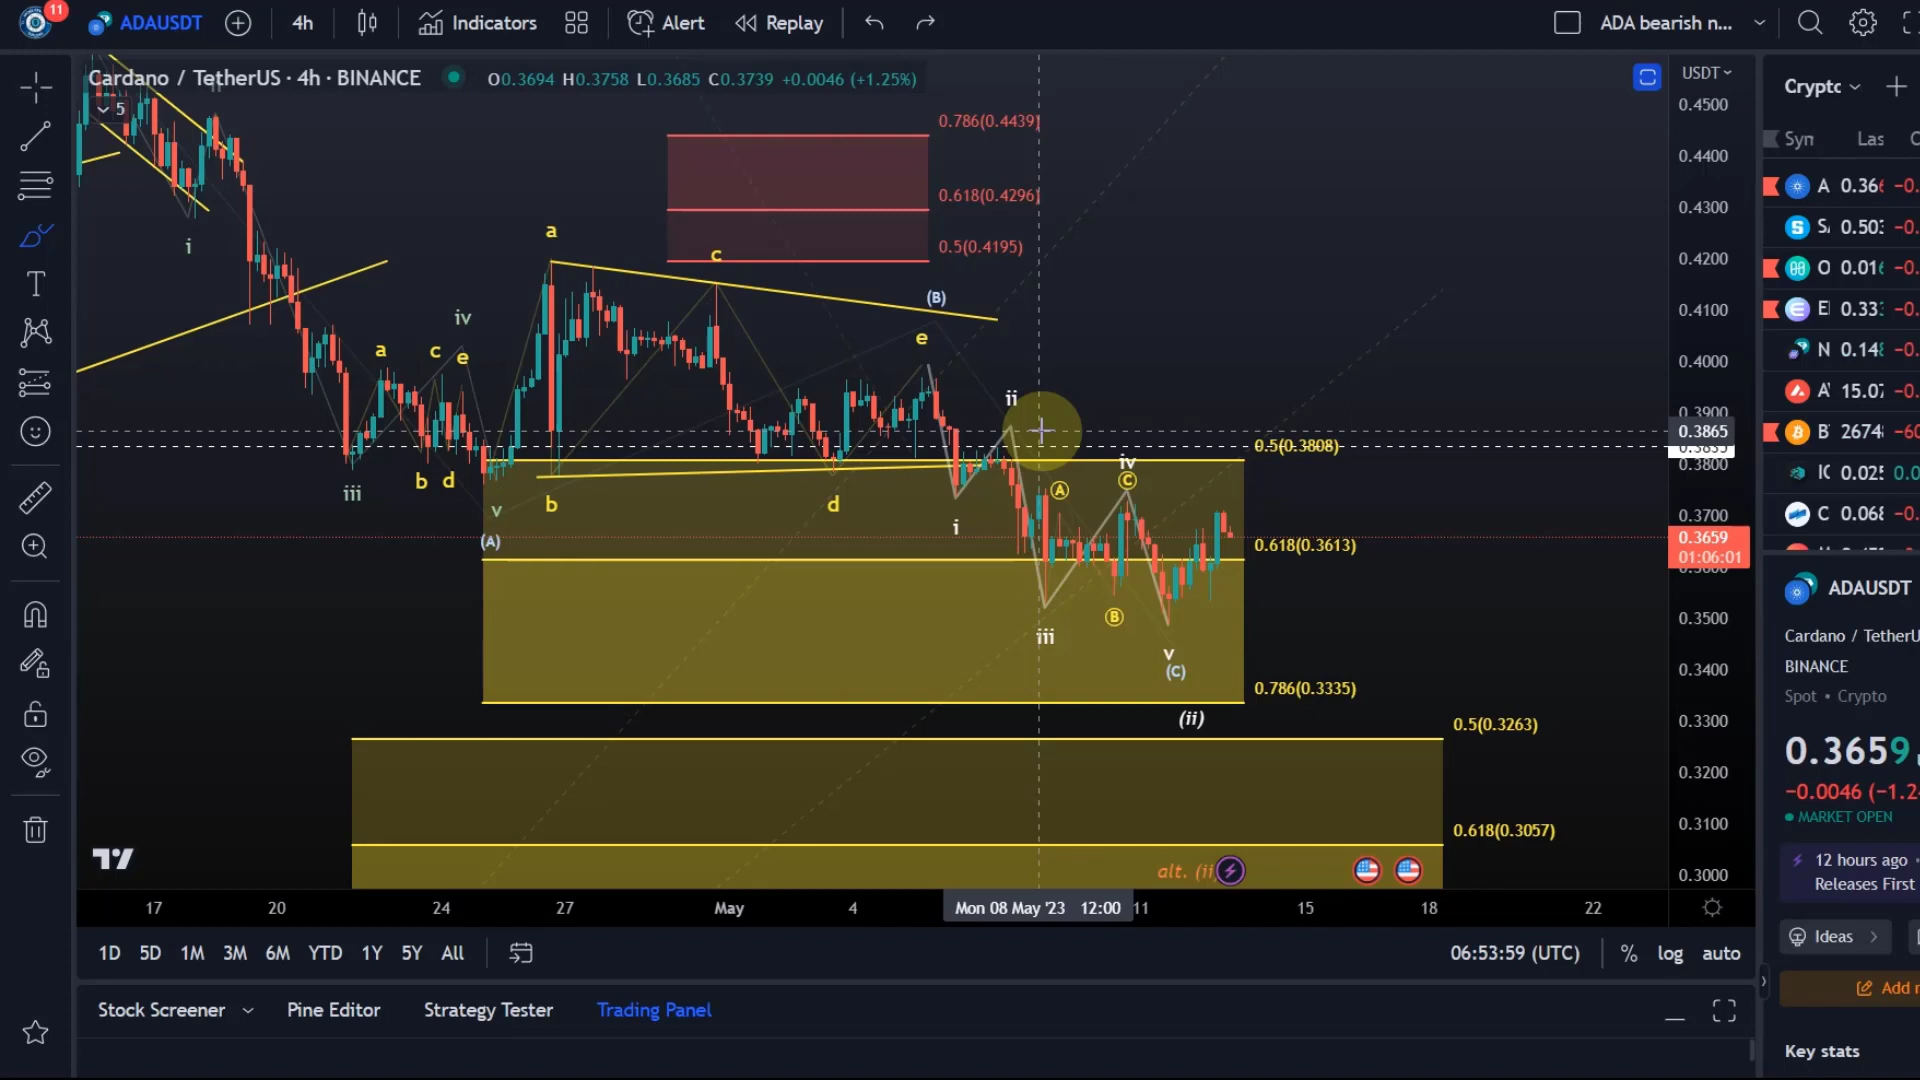 11
ADAUSDT
4h
Indicators
Alert
Replay
ADA bearish n...
Cardano / TetherUS · 4h · BINANCE
O0.3694 H0.3758 L0.3685 C0.3739 +0.0046 (+1.25%)
5
ii
i
iii
a
b
c
d
e
iv
v
(A)
a
b
c
d
e
(B)
i
ii
iii
A
B
iv
C
v
(C)
(ii)
alt. (ii
0.786(0.4439)
0.618(0.4296)
0.5(0.4195)
0.5(0.3808)
0.618(0.3613)
0.786(0.3335)
0.5(0.3263)
0.618(0.3057)
USDT
0.4500
0.4400
0.4300
0.4200
0.4100
0.4000
0.3900
0.3865
0.3800
0.3700
0.3659
01:06:01
0.3500
0.3400
0.3300
0.3200
0.3100
0.3000
17
20
24
27
May
4
Mon 08 May '23 12:00
11
15
18
22
1D 5D 1M 3M 6M YTD 1Y 5Y All
06:53:59 (UTC)
% log auto
Stock Screener
Pine Editor
Strategy Tester
Trading Panel
Syn
Las
A 0.36
S 0.50
O 0.01
E 0.33
N 0.14
A 15.07
B 2674
IC 0.02
C 0.06
ADAUSDT
Cardano / TetherU
BINANCE
Spot • Crypto
0.3659
−0.0046 (−1.2
MARKET OPEN
12 hours ago
Releases First
Ideas
Add
Key stats